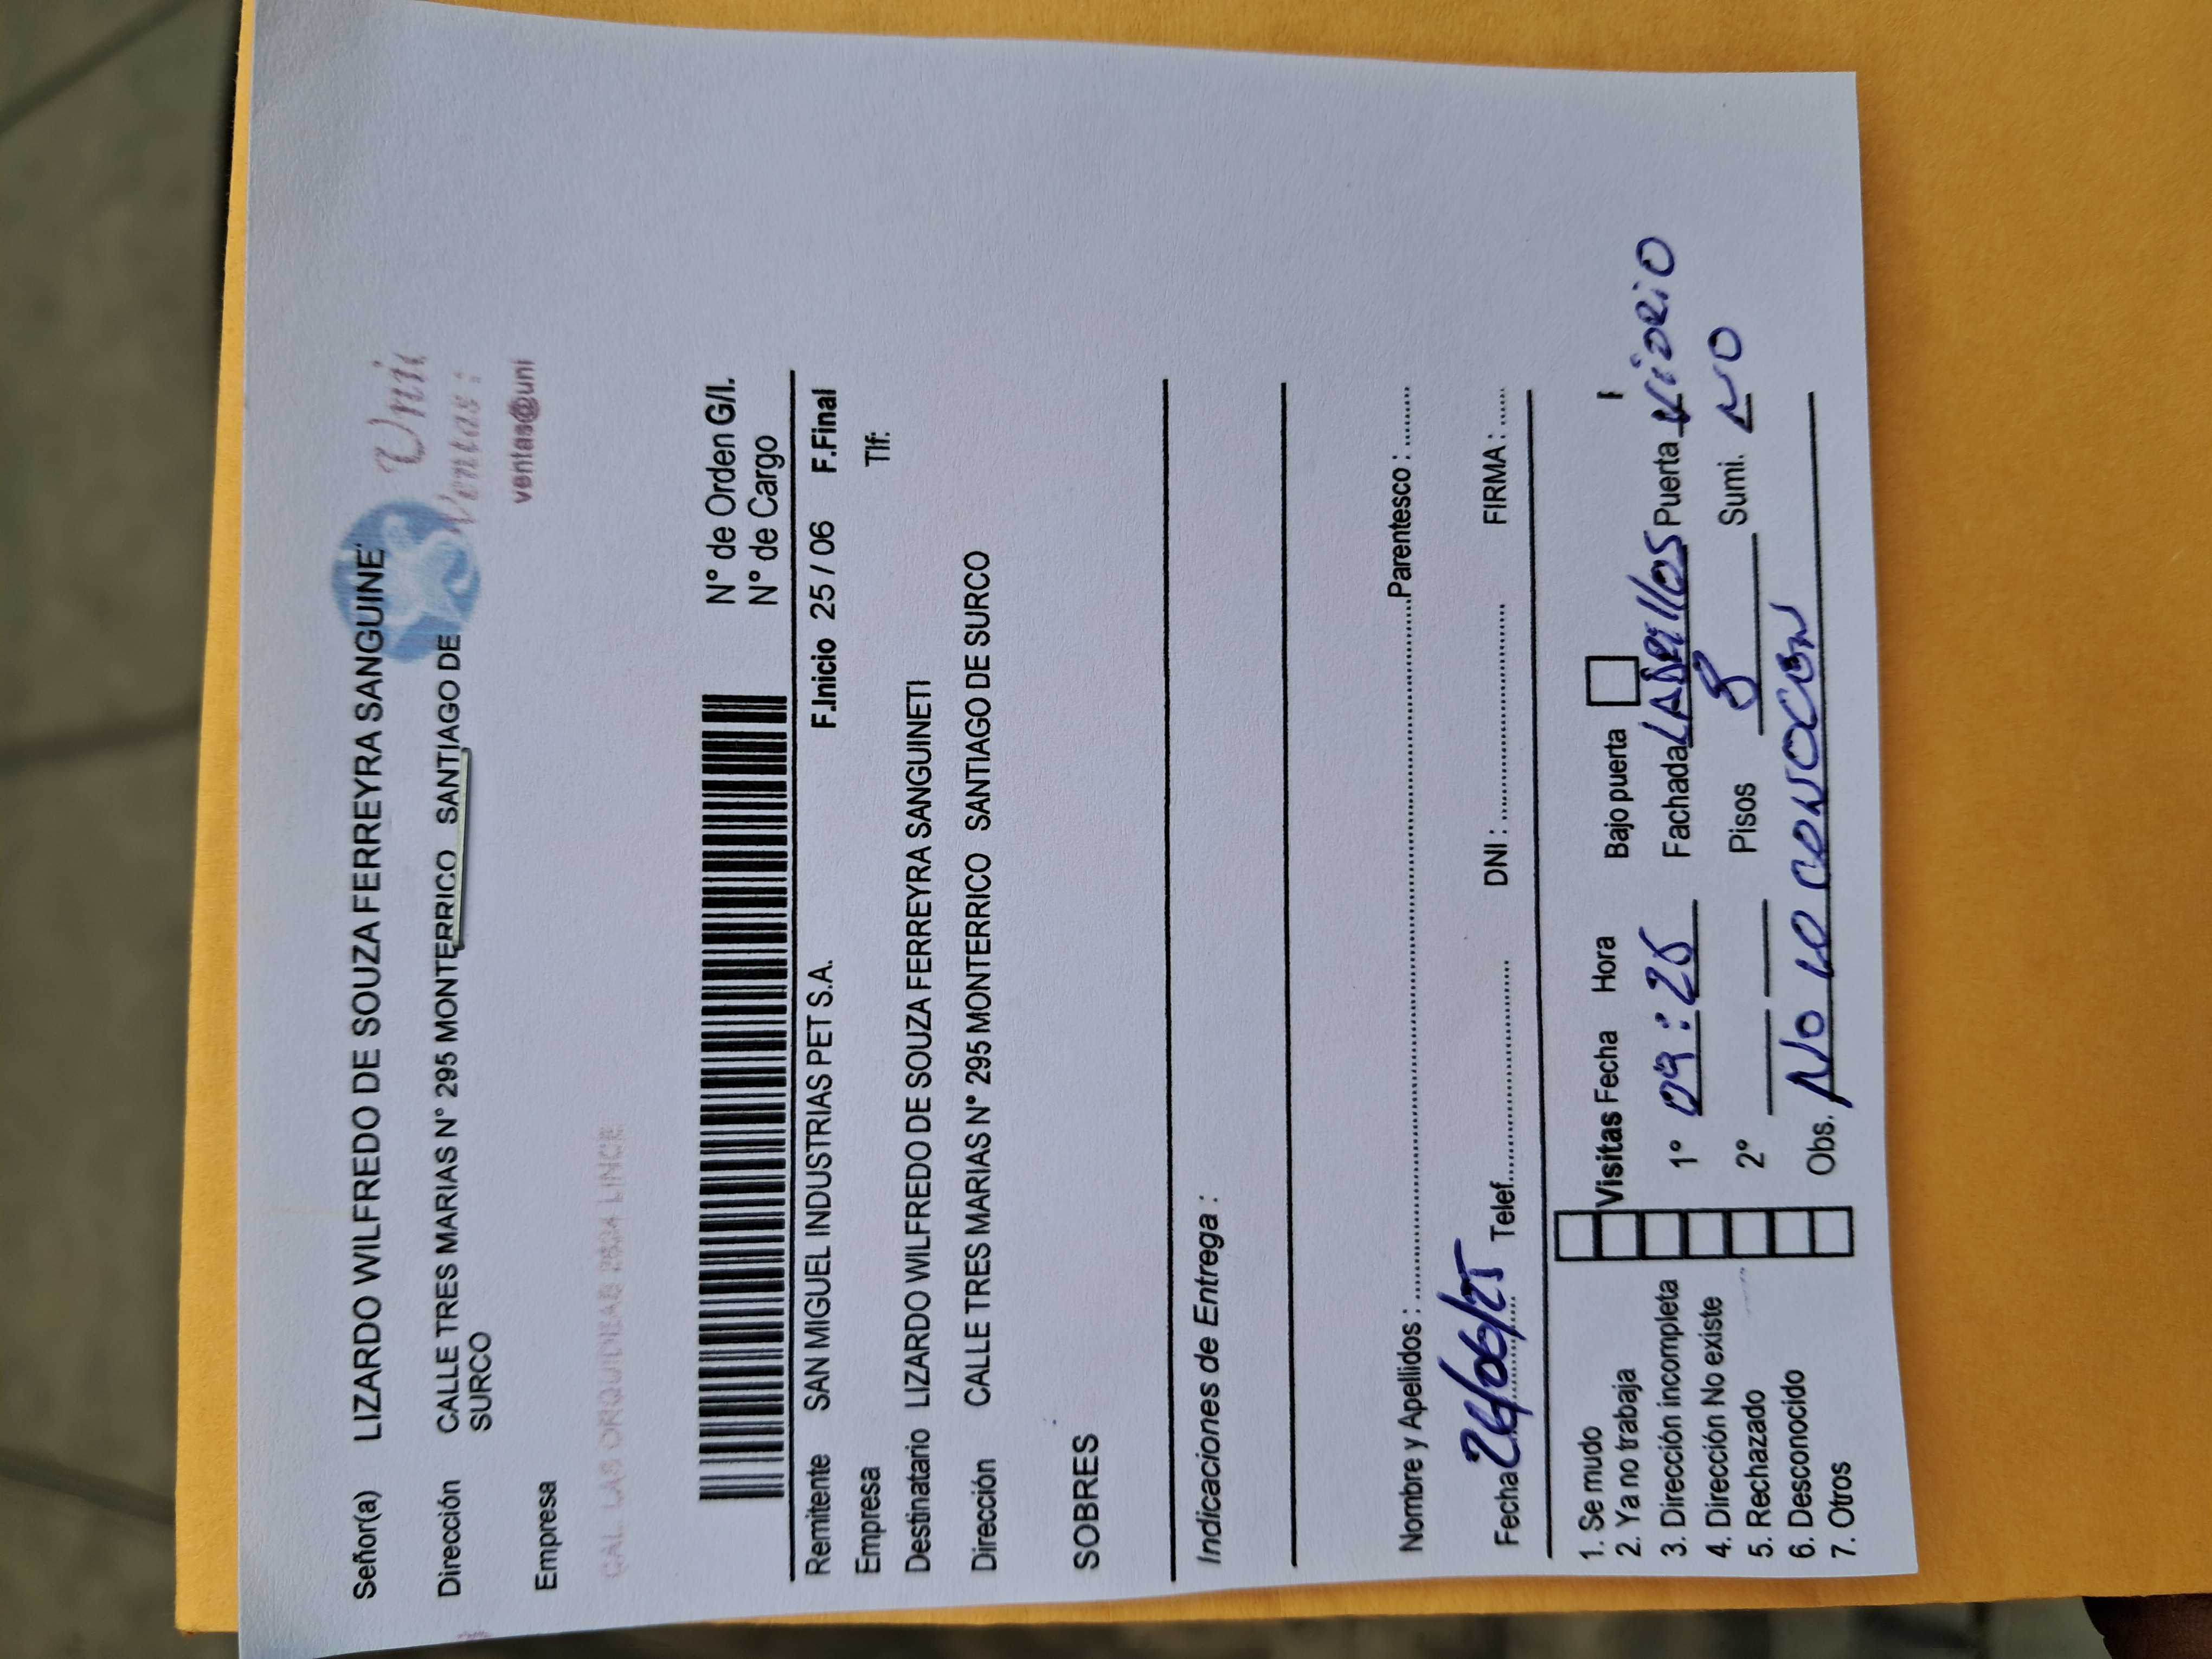 Señor(a) LIZARDO WILFREDO DE SOUZA FERREYRA SANGUINE
Uni
Ventas:
Dirección CALLE TRES MARIAS N° 295 MONTERRICO SANTIAGO DE
SURCO
ventas@uni
Empresa
CAL. LAS ORQUIDEAS LINCE
N° de Orden G/I.
N° de Cargo
Remitente SAN MIGUEL INDUSTRIAS PET S.A. F.Inicio 25 / 06 F.Final
Empresa Tlf:
Destinatario LIZARDO WILFREDO DE SOUZA FERREYRA SANGUINETI
Dirección CALLE TRES MARIAS N° 295 MONTERRICO SANTIAGO DE SURCO
SOBRES
Indicaciones de Entrega :
Nombre y Apellidos : Parentesco :
Fecha 26/06/25 Telef. DNI : FIRMA :
1. Se mudo
2. Ya no trabaja
3. Dirección incompleta
4. Dirección No existe
5. Rechazado
6. Desconocido
7. Otros
Visitas Fecha Hora Bajo puerta
1° 09:25 Fachada LADRILLOS Puerta VIDRIO
2° Pisos 3 Sumi. NO
Obs. NO LO CONOCEN